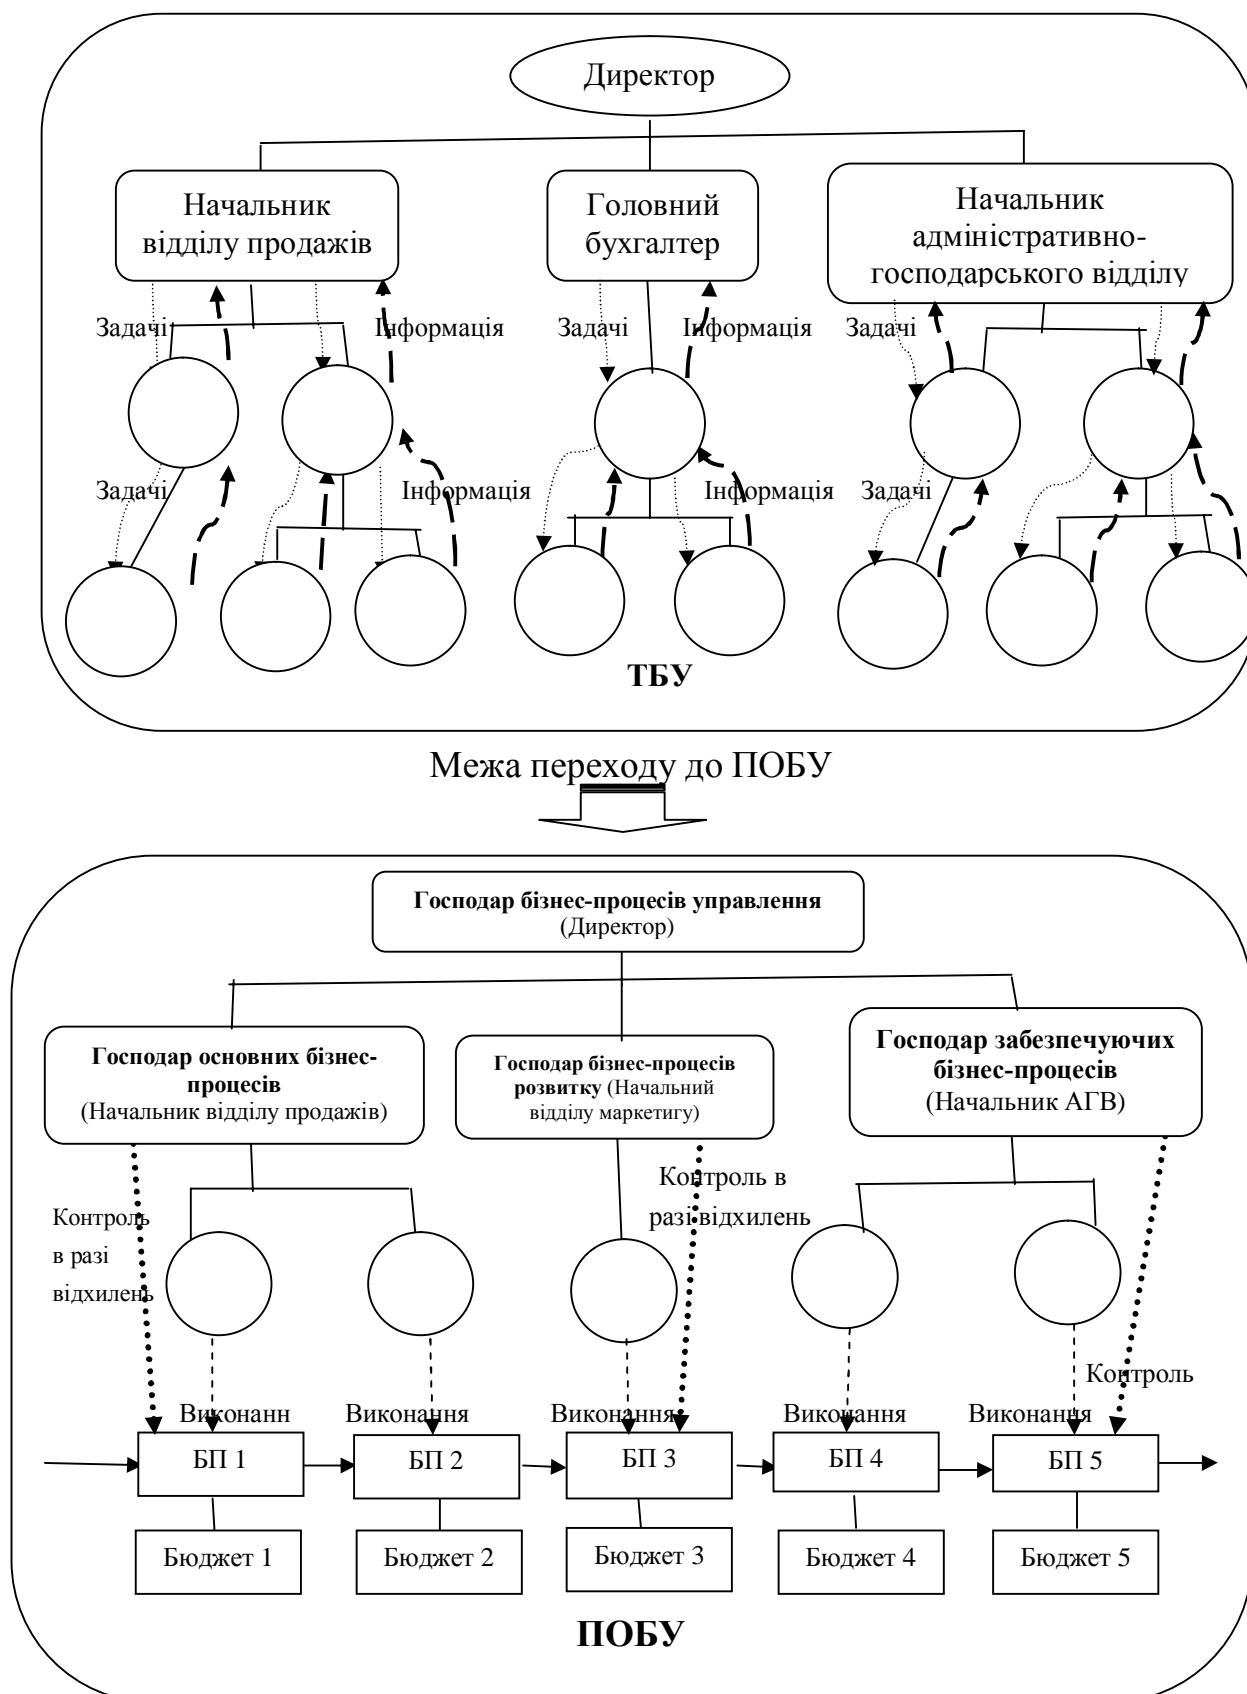 Директор
Начальник
відділу продажів
Головний
бухгалтер
Начальник
адміністративно-
господарського відділу
Задачі
Інформація
Задачі
Інформація
Задачі
Задачі
Інформація
Інформація
Задачі
ТБУ
Межа переходу до ПОБУ
Господар бізнес-процесів управління
(Директор)
Господар основних бізнес-
процесів
(Начальник відділу продажів)
Господар бізнес-процесів
розвитку (Начальний
відділу маркетигу)
Господар забезпечуючих
бізнес-процесів
(Начальник АГВ)
Контроль
в разі
відхилень
Контроль в
разі відхилень
Контроль
Виконанн
Виконання
Виконання
Виконання
Виконання
БП 1
БП 2
БП 3
БП 4
БП 5
Бюджет 1
Бюджет 2
Бюджет 3
Бюджет 4
Бюджет 5
ПОБУ